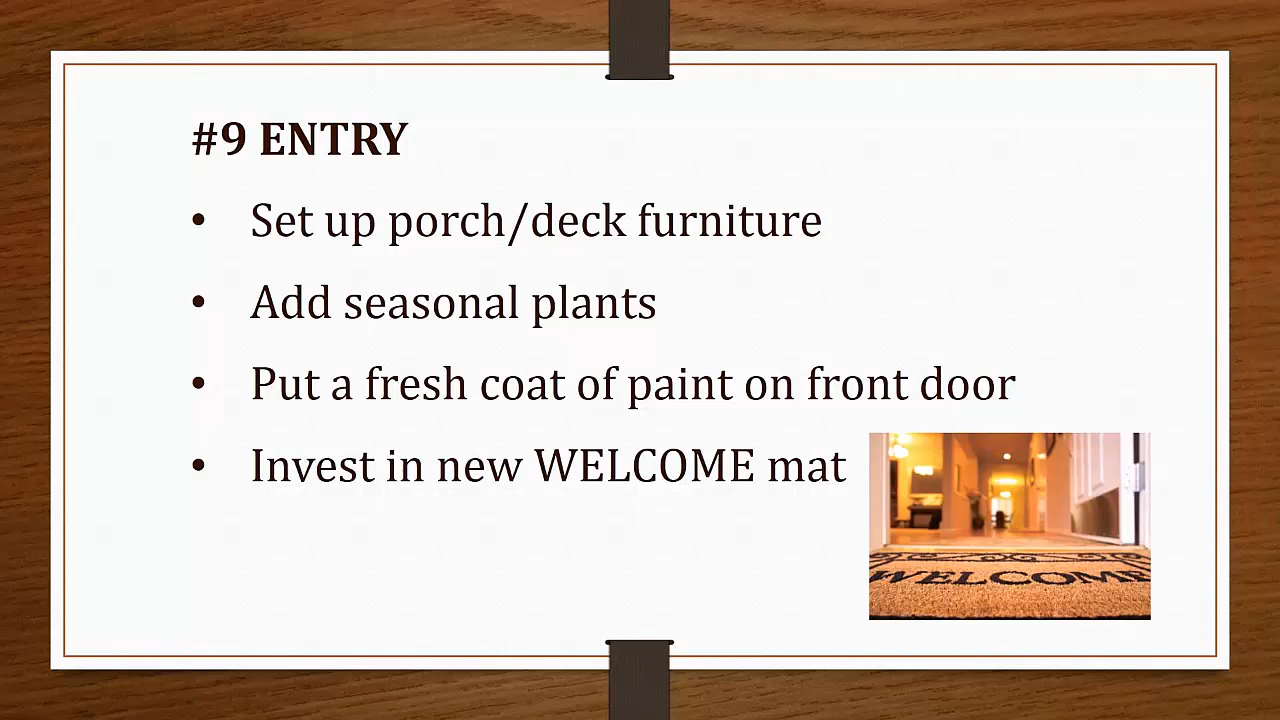 #9 ENTRY
• Set up porch/deck furniture
• Add seasonal plants
• Put a fresh coat of paint on front door
• Invest in new WELCOME mat
WELCOME